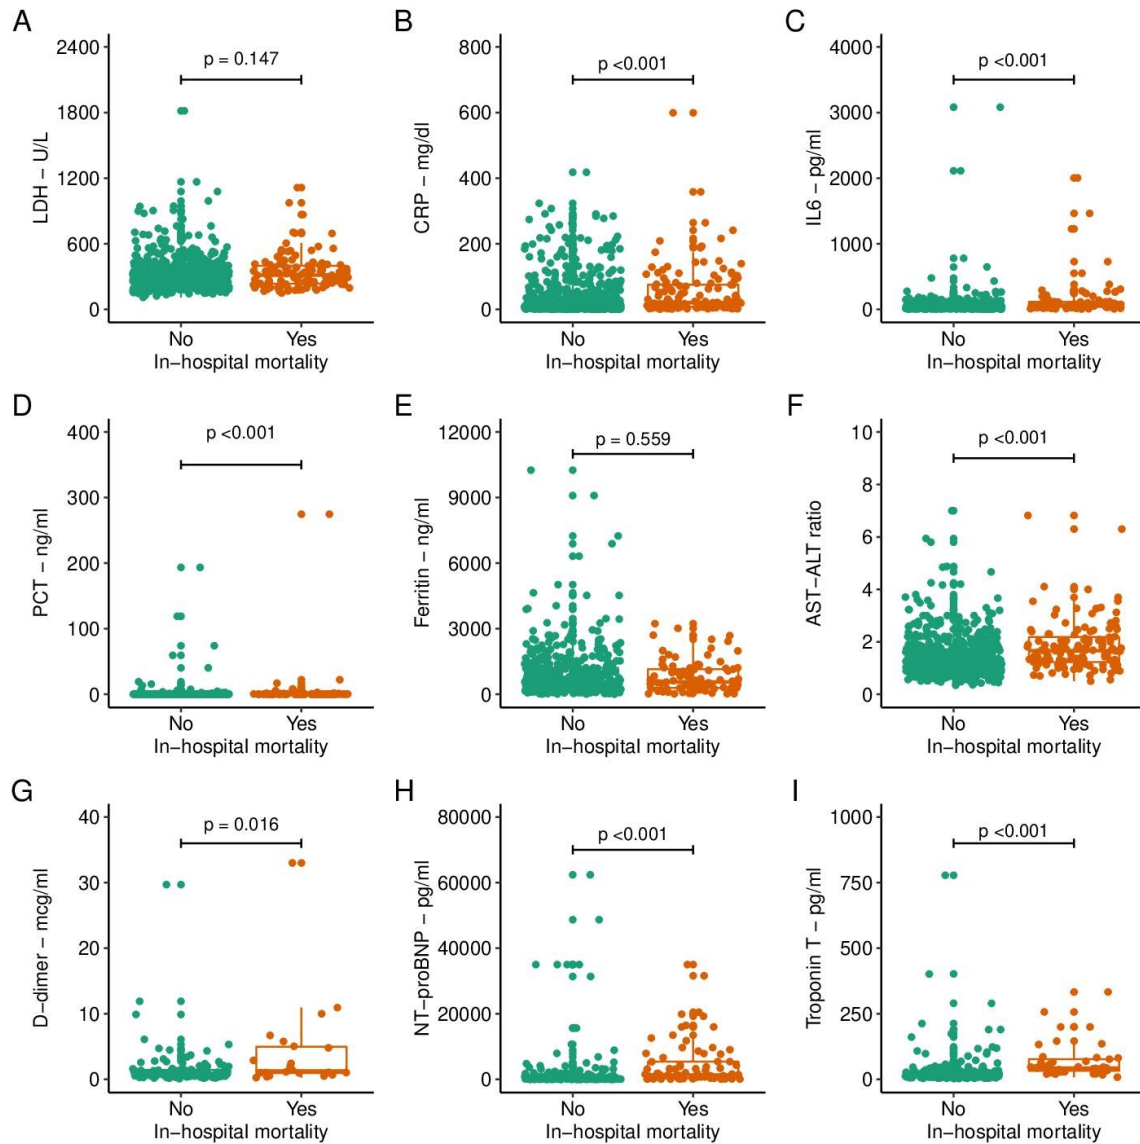 A
LDH – U/L
2400
1800
1200
600
0
p = 0.147
No
Yes
In–hospital mortality
B
CRP – mg/dl
800
600
400
200
0
p <0.001
No
Yes
In–hospital mortality
C
IL6 – pg/ml
4000
3000
2000
1000
0
p <0.001
No
Yes
In–hospital mortality
D
PCT – ng/ml
400
300
200
100
0
p <0.001
No
Yes
In–hospital mortality
E
Ferritin – ng/ml
12000
9000
6000
3000
0
p = 0.559
No
Yes
In–hospital mortality
F
AST–ALT ratio
10
8
6
4
2
0
p <0.001
No
Yes
In–hospital mortality
G
D–dimer – mcg/ml
40
30
20
10
0
p = 0.016
No
Yes
In–hospital mortality
H
NT–proBNP – pg/ml
80000
60000
40000
20000
0
p <0.001
No
Yes
In–hospital mortality
I
Troponin T – pg/ml
1000
750
500
250
0
p <0.001
No
Yes
In–hospital mortality